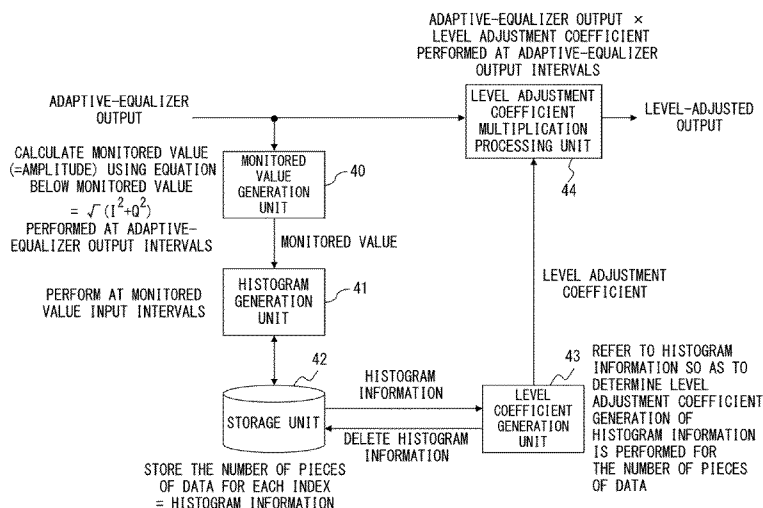 ADAPTIVE-EQUALIZER OUTPUT ×
LEVEL ADJUSTMENT COEFFICIENT
PERFORMED AT ADAPTIVE-EQUALIZER
OUTPUT INTERVALS
ADAPTIVE-EQUALIZER
OUTPUT
LEVEL ADJUSTMENT
COEFFICIENT
MULTIPLICATION
PROCESSING UNIT
LEVEL-ADJUSTED
OUTPUT
44
CALCULATE MONITORED VALUE
(=AMPLITUDE) USING EQUATION
BELOW MONITORED VALUE
= √(I²+Q²)
PERFORMED AT ADAPTIVE-
EQUALIZER OUTPUT INTERVALS
MONITORED
VALUE
GENERATION
UNIT
40
MONITORED VALUE
PERFORM AT MONITORED
VALUE INPUT INTERVALS
HISTOGRAM
GENERATION
UNIT
41
LEVEL ADJUSTMENT
COEFFICIENT
42
STORAGE UNIT
HISTOGRAM
INFORMATION
DELETE HISTOGRAM
INFORMATION
43
LEVEL
COEFFICIENT
GENERATION
UNIT
REFER TO HISTOGRAM
INFORMATION SO AS TO
DETERMINE LEVEL
ADJUSTMENT COEFFICIENT
GENERATION OF
HISTOGRAM INFORMATION
IS PERFORMED FOR
THE NUMBER OF PIECES
OF DATA
STORE THE NUMBER OF PIECES
OF DATA FOR EACH INDEX
= HISTOGRAM INFORMATION